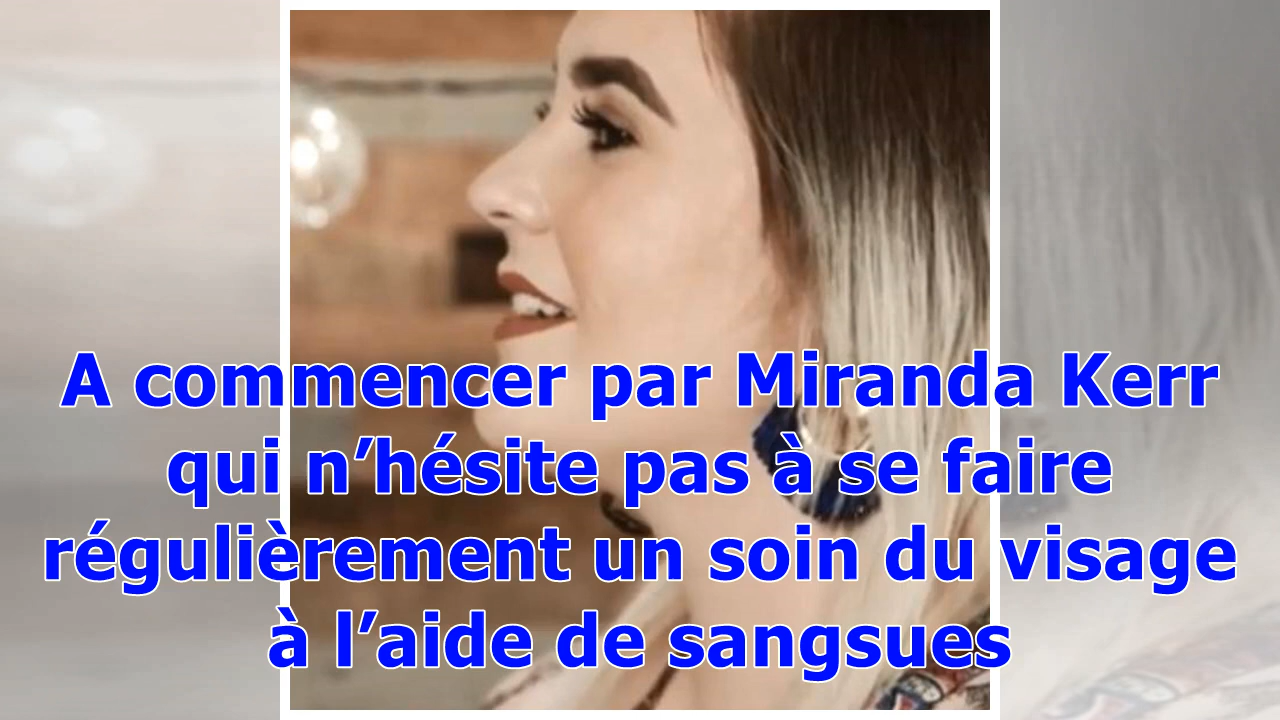 A commencer par Miranda Kerr
qui n’hésite pas à se faire
régulièrement un soin du visage
à l’aide de sangsues